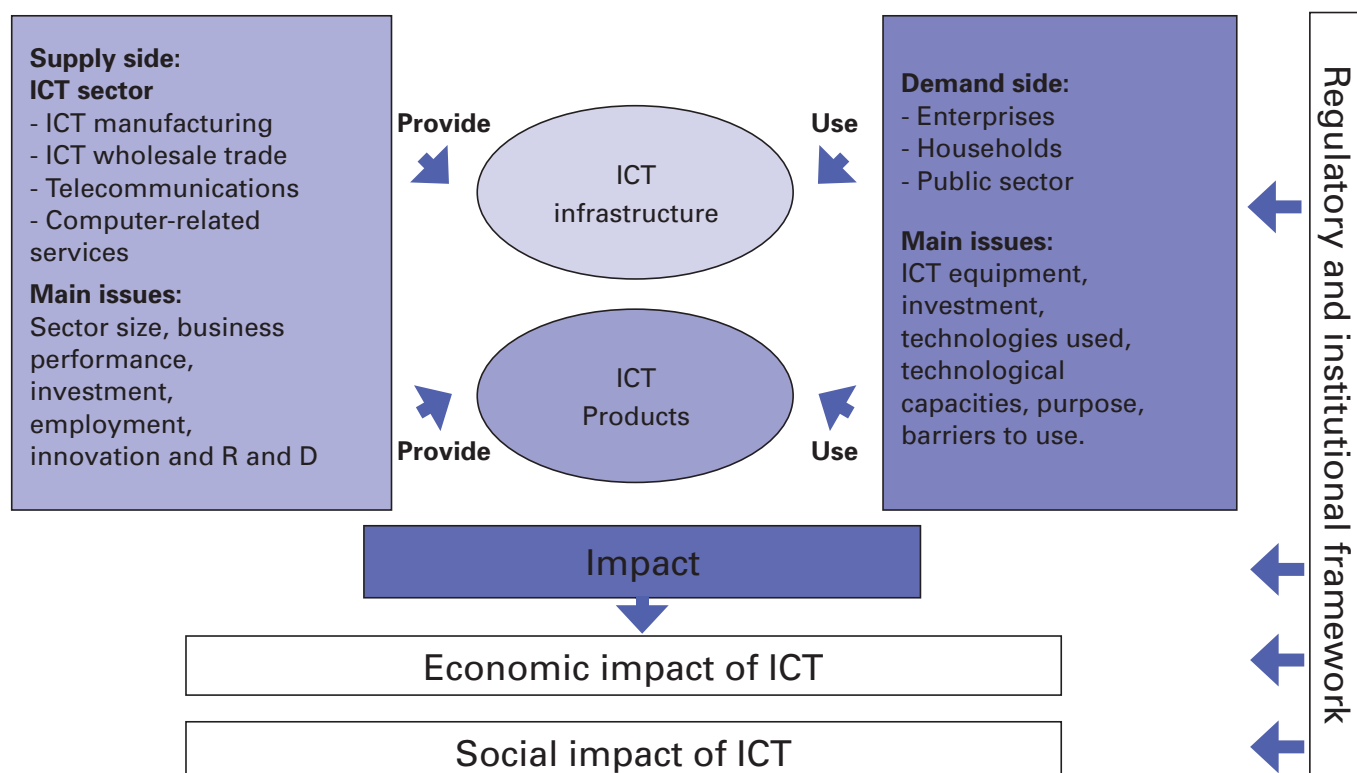 Supply side:
ICT sector
- ICT manufacturing
- ICT wholesale trade
- Telecommunications
- Computer-related
services
Main issues:
Sector size, business
performance,
investment,
employment,
innovation and R and D
Provide
ICT
infrastructure
Use
ICT
Products
Provide
Use
Demand side:
- Enterprises
- Households
- Public sector
Main issues:
ICT equipment,
investment,
technologies used,
technological
capacities, purpose,
barriers to use.
Regulatory and institutional framework
Impact
Economic impact of ICT
Social impact of ICT